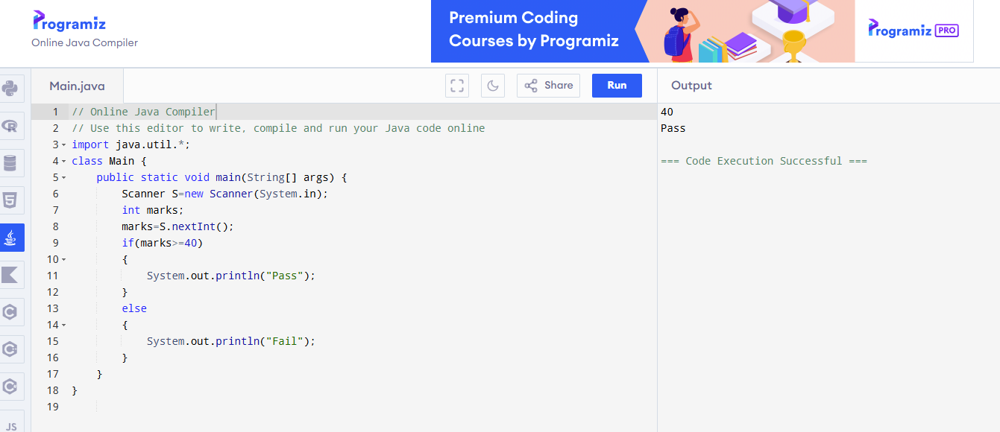 Programiz
Online Java Compiler
Premium Coding
Courses by Programiz
Programiz PRO
Main.java
Share
Run
Output
1 // Online Java Compiler
2 // Use this editor to write, compile and run your Java code online
3 import java.util.*;
4 class Main {
5     public static void main(String[] args) {
6         Scanner S=new Scanner(System.in);
7         int marks;
8         marks=S.nextInt();
9         if(marks>=40)
10         {
11             System.out.println("Pass");
12         }
13         else
14         {
15             System.out.println("Fail");
16         }
17     }
18 }
19
40
Pass
=== Code Execution Successful ===
JS